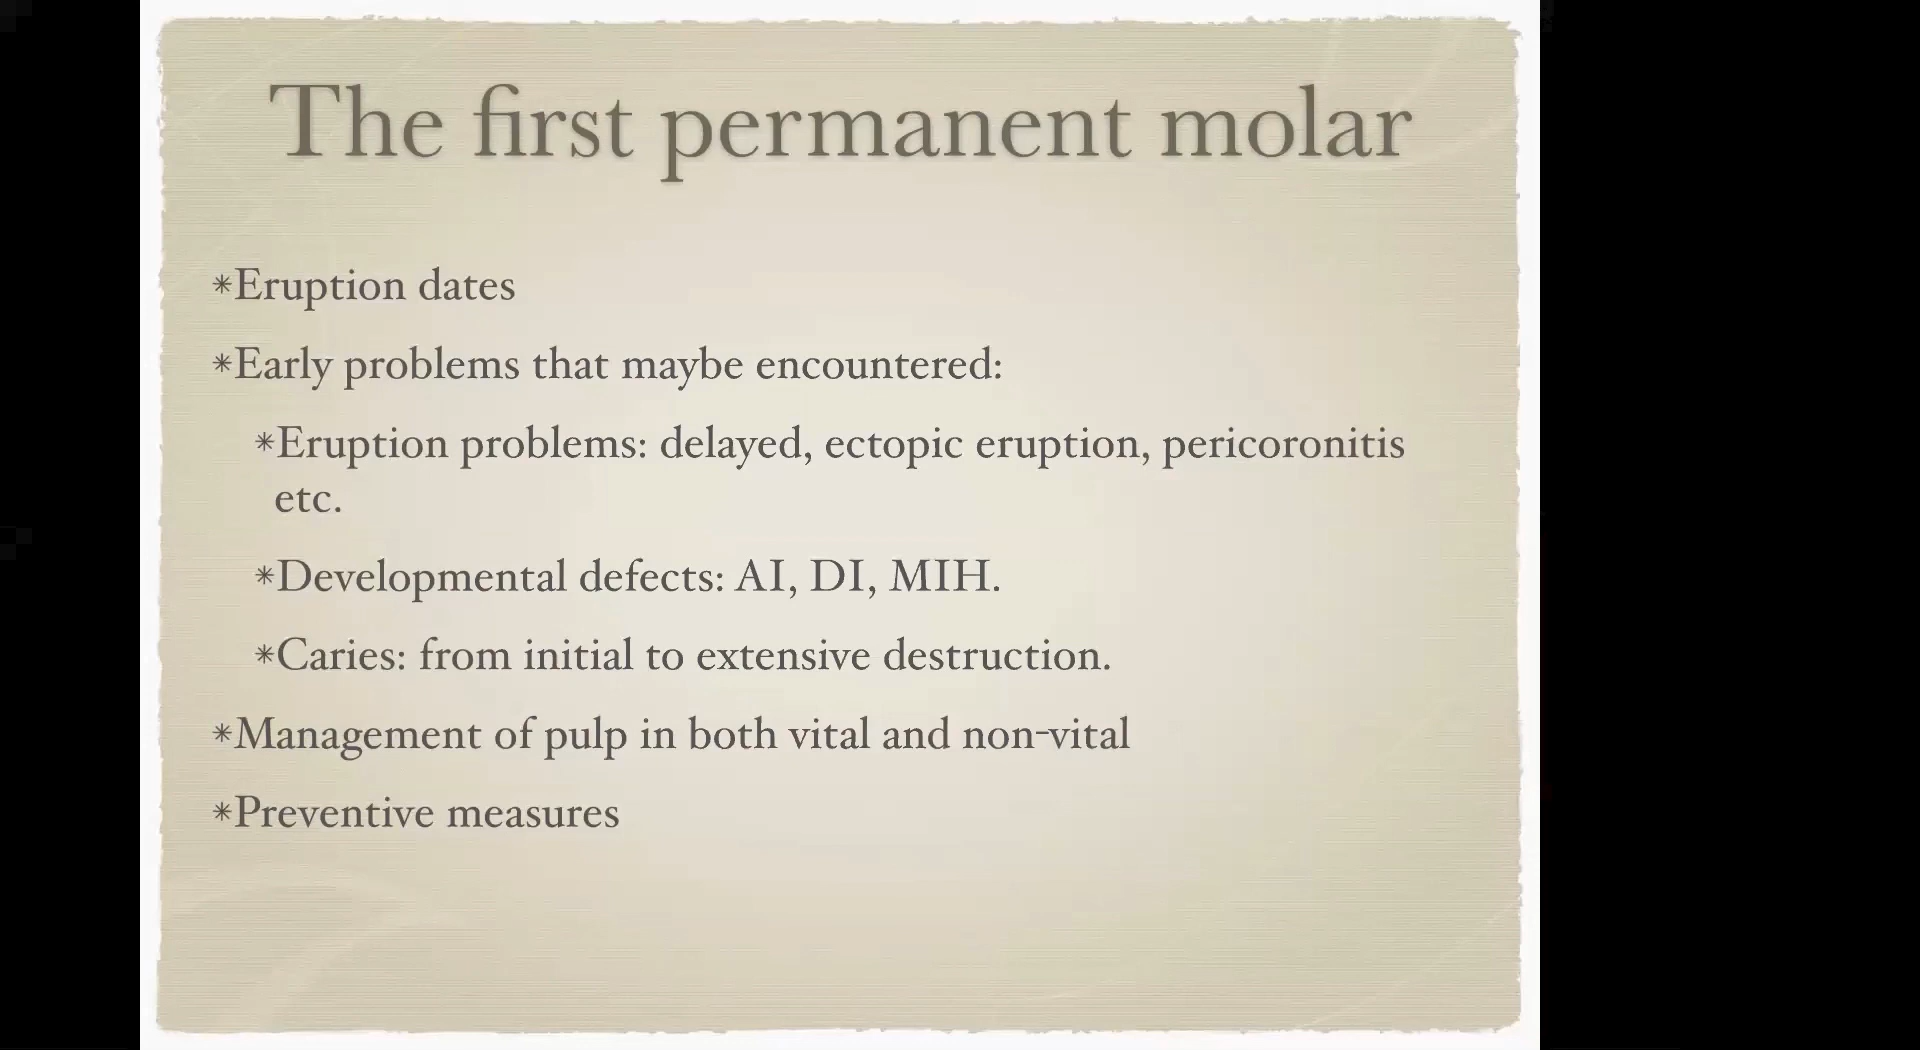 The first permanent molar
*Eruption dates
*Early problems that maybe encountered:
*Eruption problems: delayed, ectopic eruption, pericoronitis
etc.
*Developmental defects: AI, DI, MIH.
*Caries: from initial to extensive destruction.
*Management of pulp in both vital and non-vital
*Preventive measures